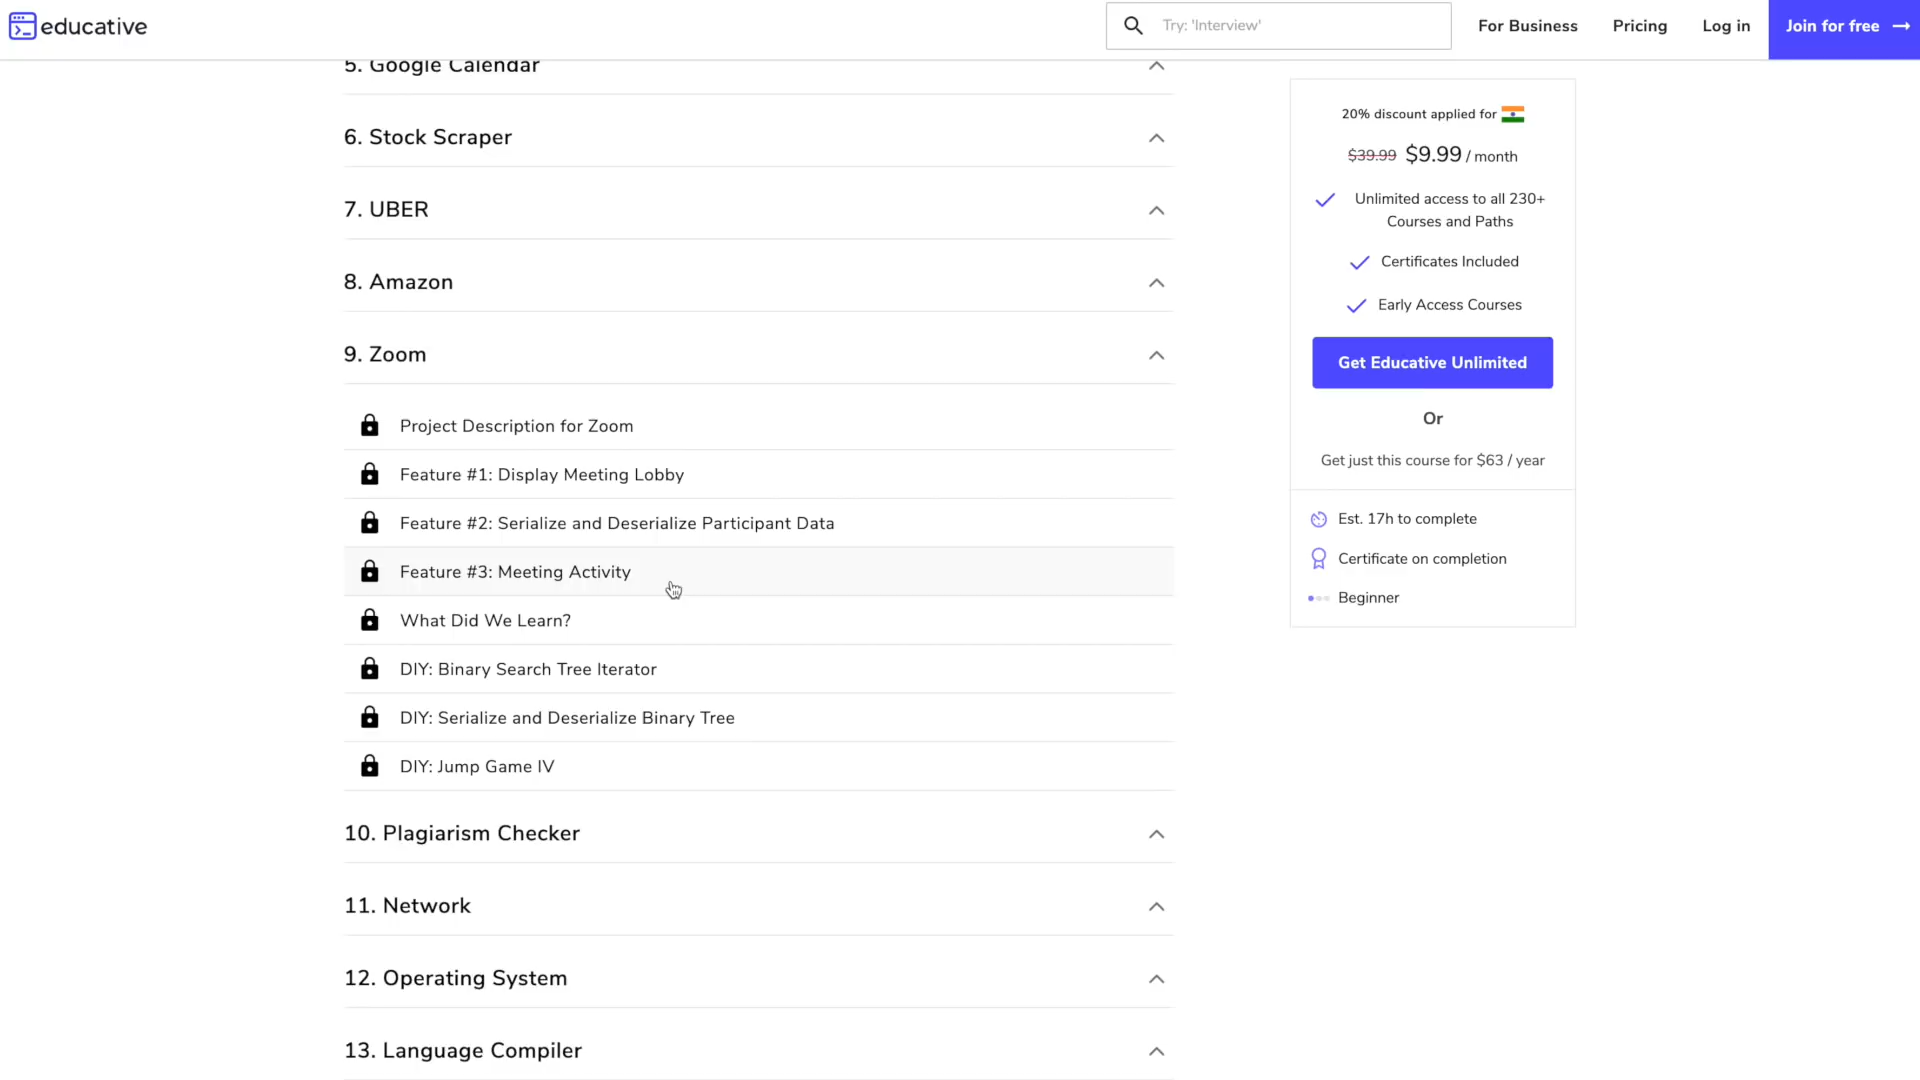 educative
Try: 'Interview'
For Business
Pricing
Log in
Join for free
5. Google Calendar
6. Stock Scraper
7. UBER
8. Amazon
9. Zoom
Project Description for Zoom
Feature #1: Display Meeting Lobby
Feature #2: Serialize and Deserialize Participant Data
Feature #3: Meeting Activity
What Did We Learn?
DIY: Binary Search Tree Iterator
DIY: Serialize and Deserialize Binary Tree
DIY: Jump Game IV
10. Plagiarism Checker
11. Network
12. Operating System
13. Language Compiler
20% discount applied for
$39.99 $9.99 / month
Unlimited access to all 230+
Courses and Paths
Certificates Included
Early Access Courses
Get Educative Unlimited
Or
Get just this course for $63 / year
Est. 17h to complete
Certificate on completion
Beginner